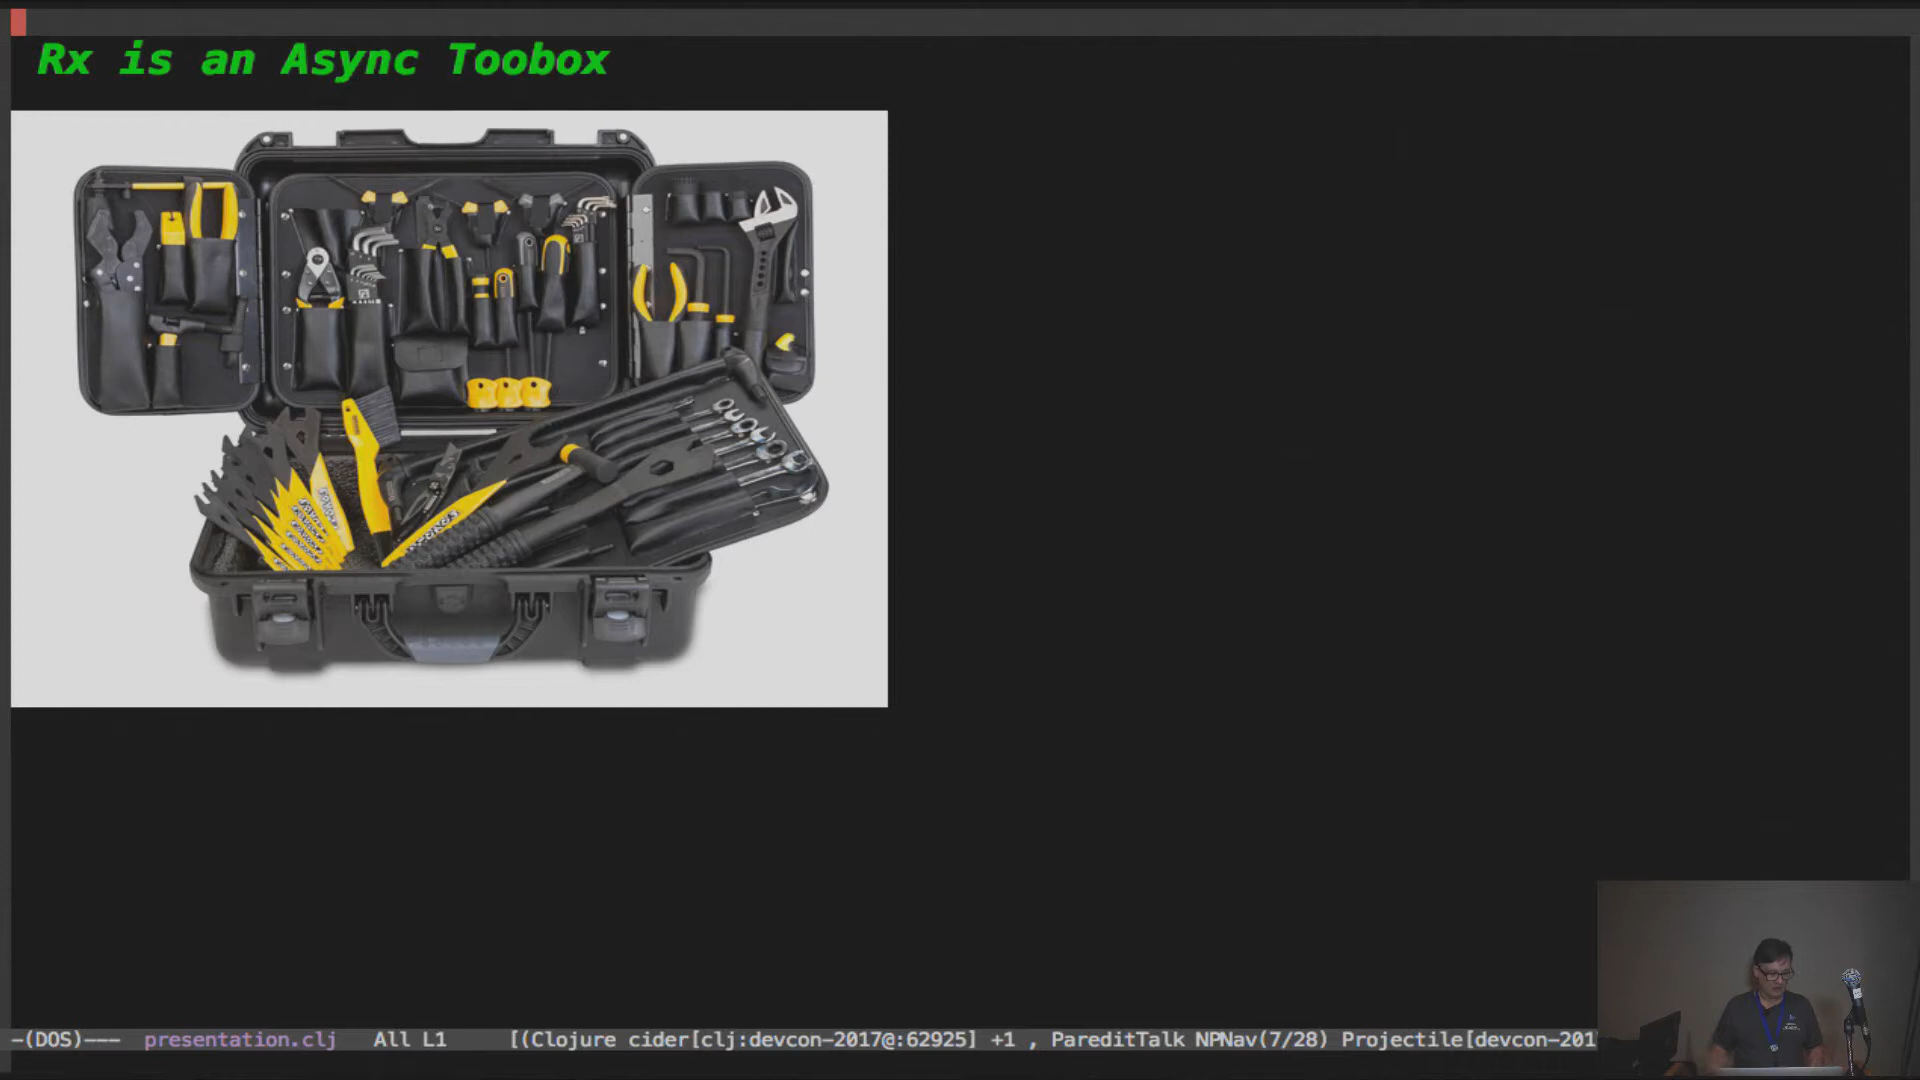 Rx is an Async Toobox
-(DOS)--- presentation.clj All L1 [(Clojure cider[clj:devcon-2017@:62925] +1 , PareditTalk NPNav(7/28) Projectile[devcon-201